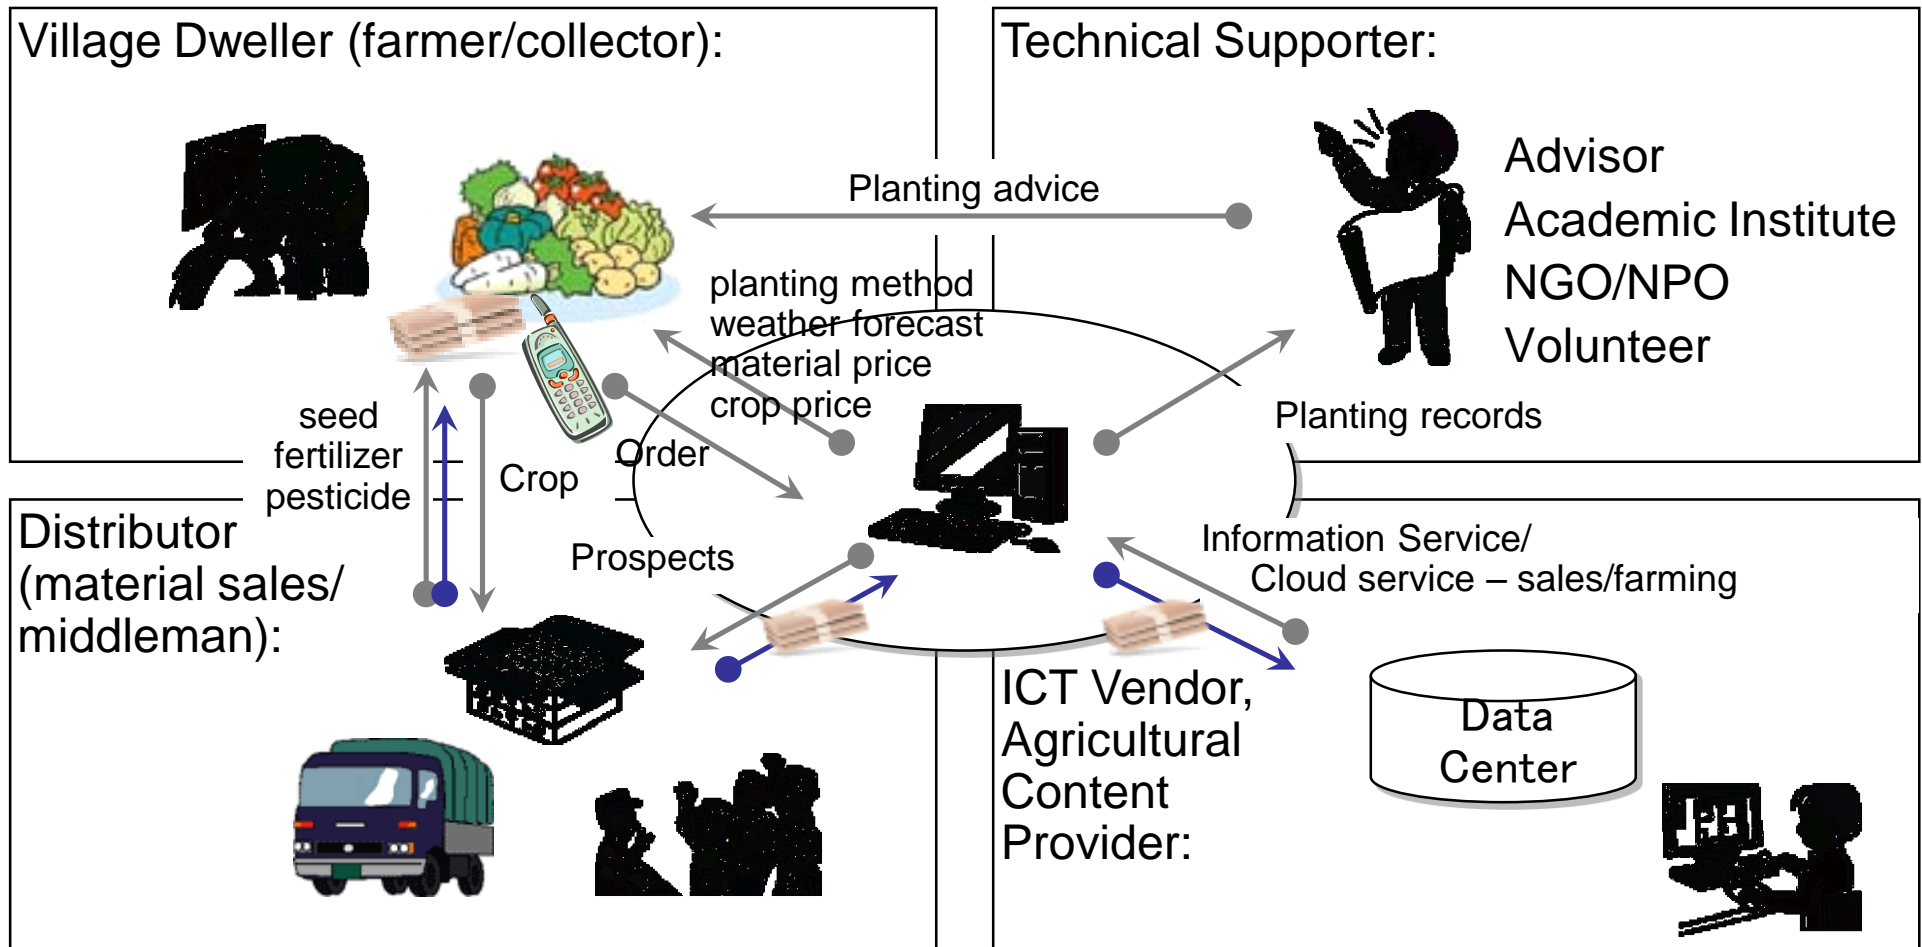 Village Dweller (farmer/collector):
Technical Supporter:
Advisor
Academic Institute
NGO/NPO
Volunteer
Planting advice
planting method
weather forecast
material price
crop price
Planting records
seed
fertilizer
pesticide
Crop
Order
Distributor
(material sales/
middleman):
Prospects
Information Service/
Cloud service – sales/farming
ICT Vendor,
Agricultural
Content
Provider:
Data
Center